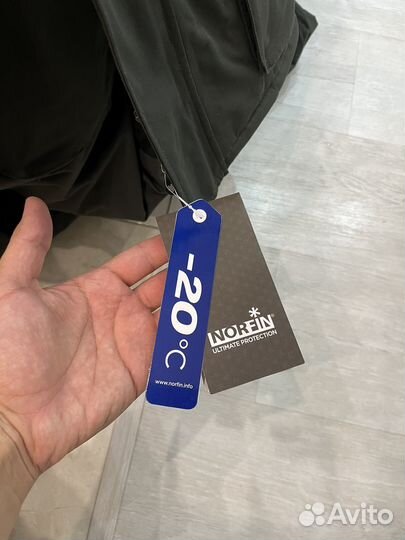 -20°C
www.norfin.info
NORFIN
ULTIMATE PROTECTION
Avito